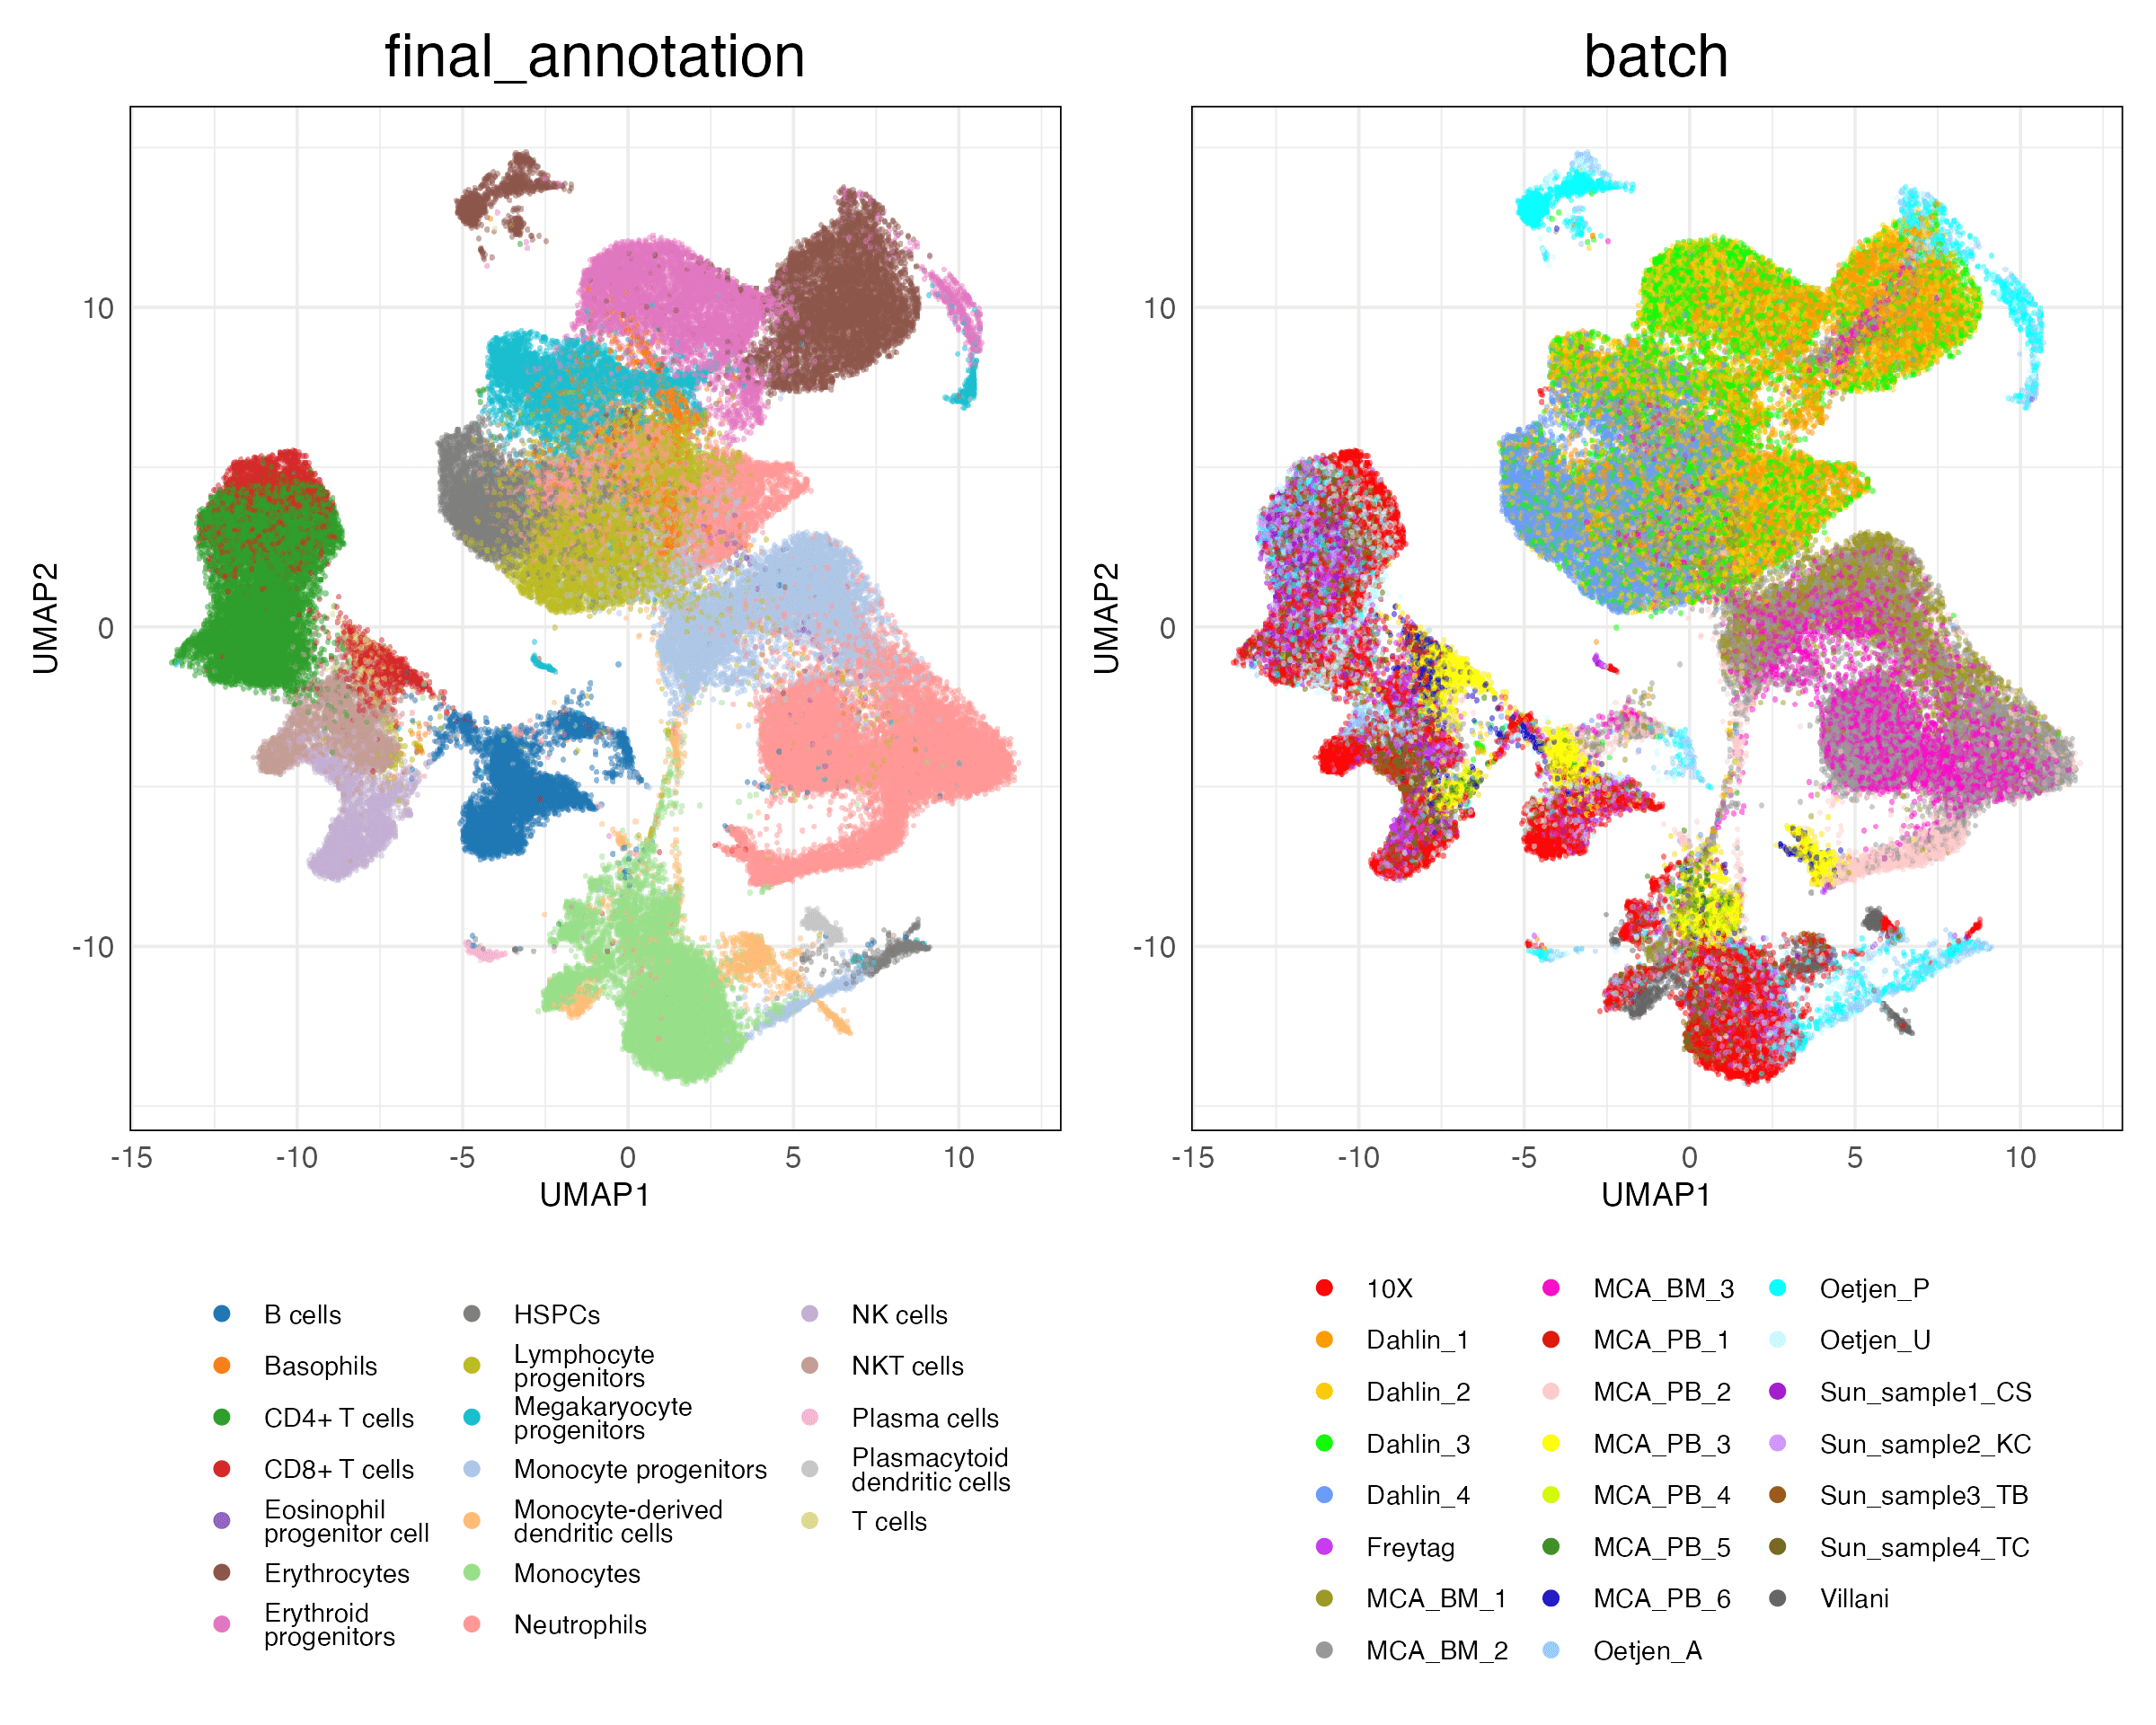 final_annotation
batch
UMAP2
10
0
-10
-15
-10
-5
0
5
10
UMAP1
UMAP2
10
0
-10
-15
-10
-5
0
5
10
UMAP1
B cells
Basophils
CD4+ T cells
CD8+ T cells
Eosinophil
progenitor cell
Erythrocytes
Erythroid
progenitors
HSPCs
Lymphocyte
progenitors
Megakaryocyte
progenitors
Monocyte progenitors
Monocyte-derived
dendritic cells
Monocytes
Neutrophils
NK cells
NKT cells
Plasma cells
Plasmacytoid
dendritic cells
T cells
10X
Dahlin_1
Dahlin_2
Dahlin_3
Dahlin_4
Freytag
MCA_BM_1
MCA_BM_2
MCA_BM_3
MCA_PB_1
MCA_PB_2
MCA_PB_3
MCA_PB_4
MCA_PB_5
MCA_PB_6
Oetjen_A
Oetjen_P
Oetjen_U
Sun_sample1_CS
Sun_sample2_KC
Sun_sample3_TB
Sun_sample4_TC
Villani